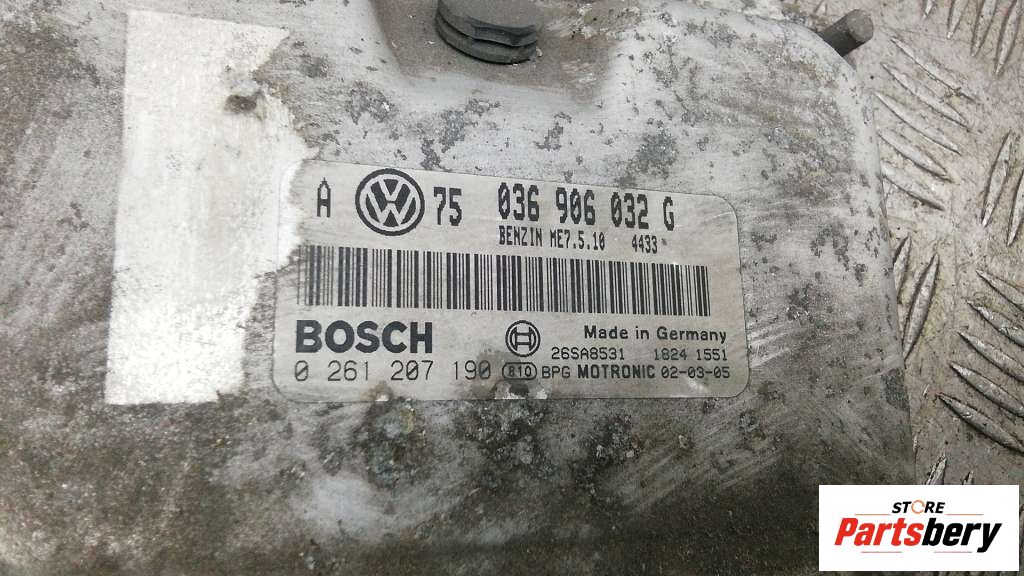 A VW 75 036 906 032 G
BENZIN ME7.5.10 4433
BOSCH
Made in Germany
26SA8531 1824 1551
0 261 207 190 810 BPG MOTRONIC 02-03-05
STORE
Partsbery